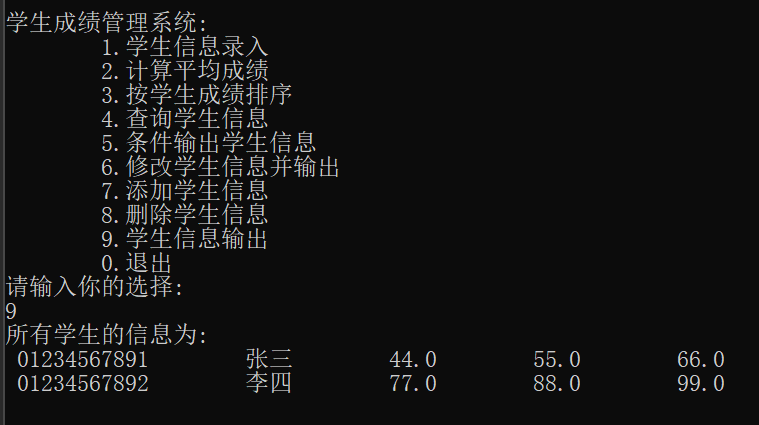 学生成绩管理系统:
1.学生信息录入
2.计算平均成绩
3.按学生成绩排序
4.查询学生信息
5.条件输出学生信息
6.修改学生信息并输出
7.添加学生信息
8.删除学生信息
9.学生信息输出
0.退出
请输入你的选择:
9
所有学生的信息为:
01234567891 张三 44.0 55.0 66.0
01234567892 李四 77.0 88.0 99.0